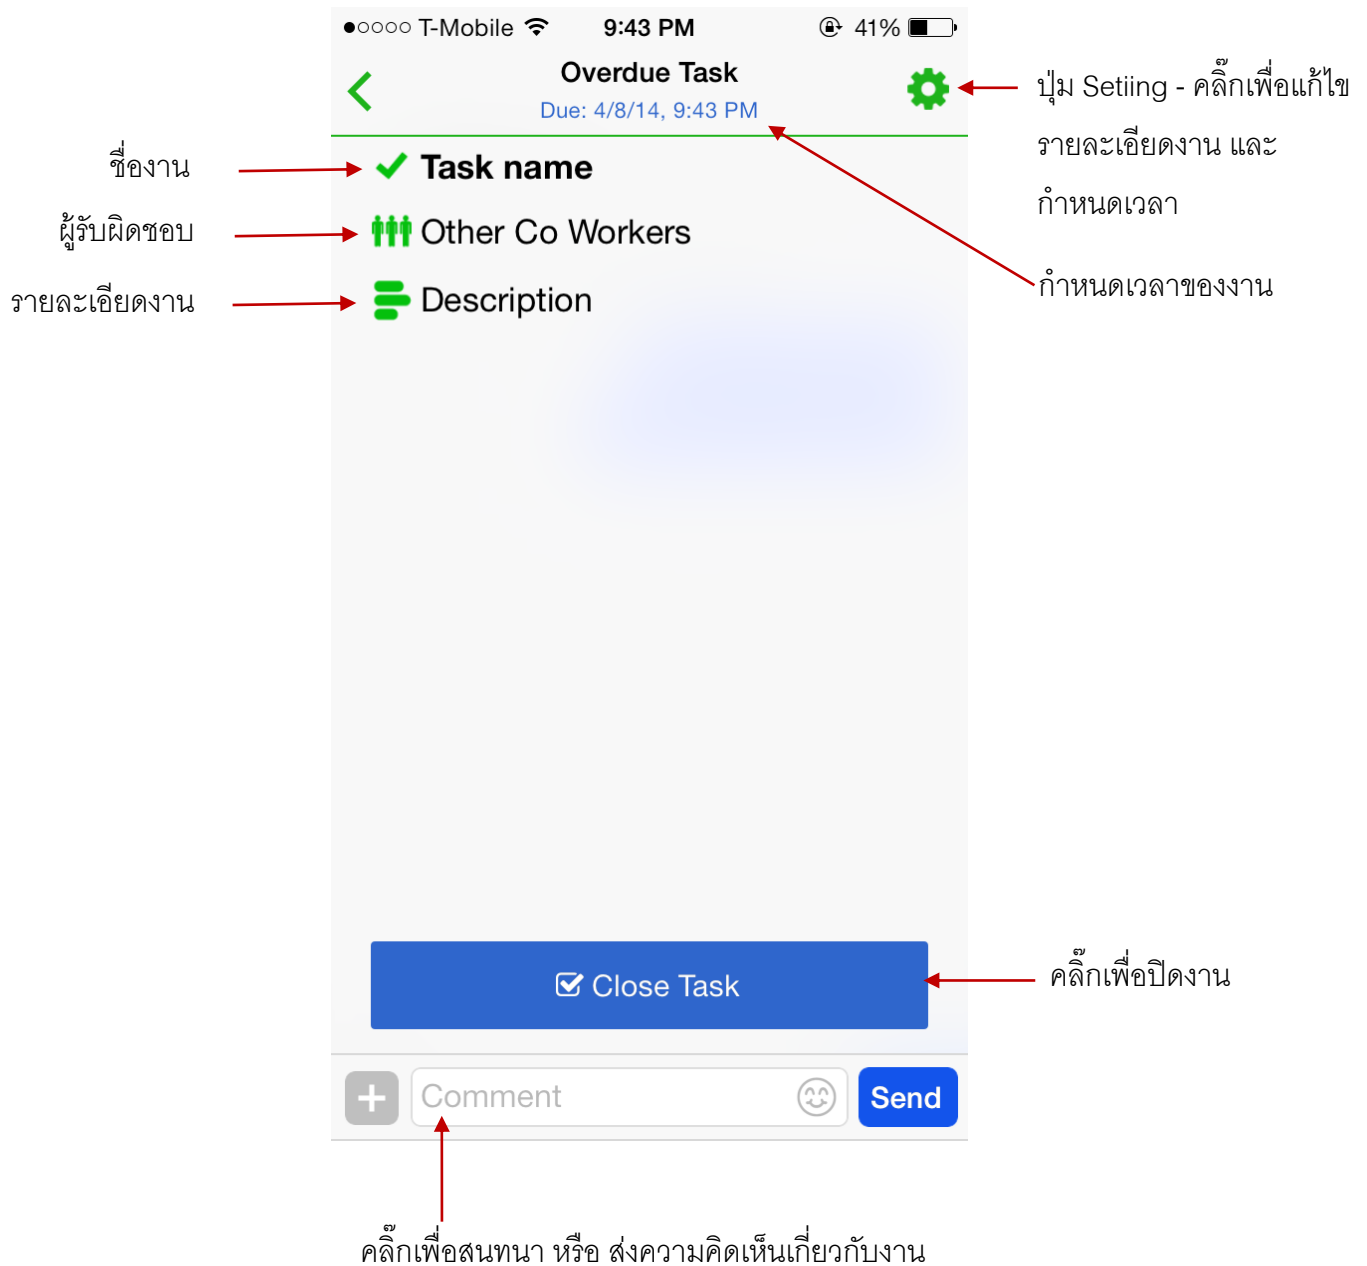 T-Mobile 9:43 PM 41%
Overdue Task
Due: 4/8/14, 9:43 PM
ปุ่ม Setiing - คลิ๊กเพื่อแก้ไข
รายละเอียดงาน และ
กำหนดเวลา
ชื่องาน
Task name
ผู้รับผิดชอบ
Other Co Workers
กำหนดเวลาของงาน
รายละเอียดงาน
Description
Close Task
คลิ๊กเพื่อปิดงาน
Comment
Send
คลิ๊กเพื่อสนทนา หรือ ส่งความคิดเห็นเกี่ยวกับงาน